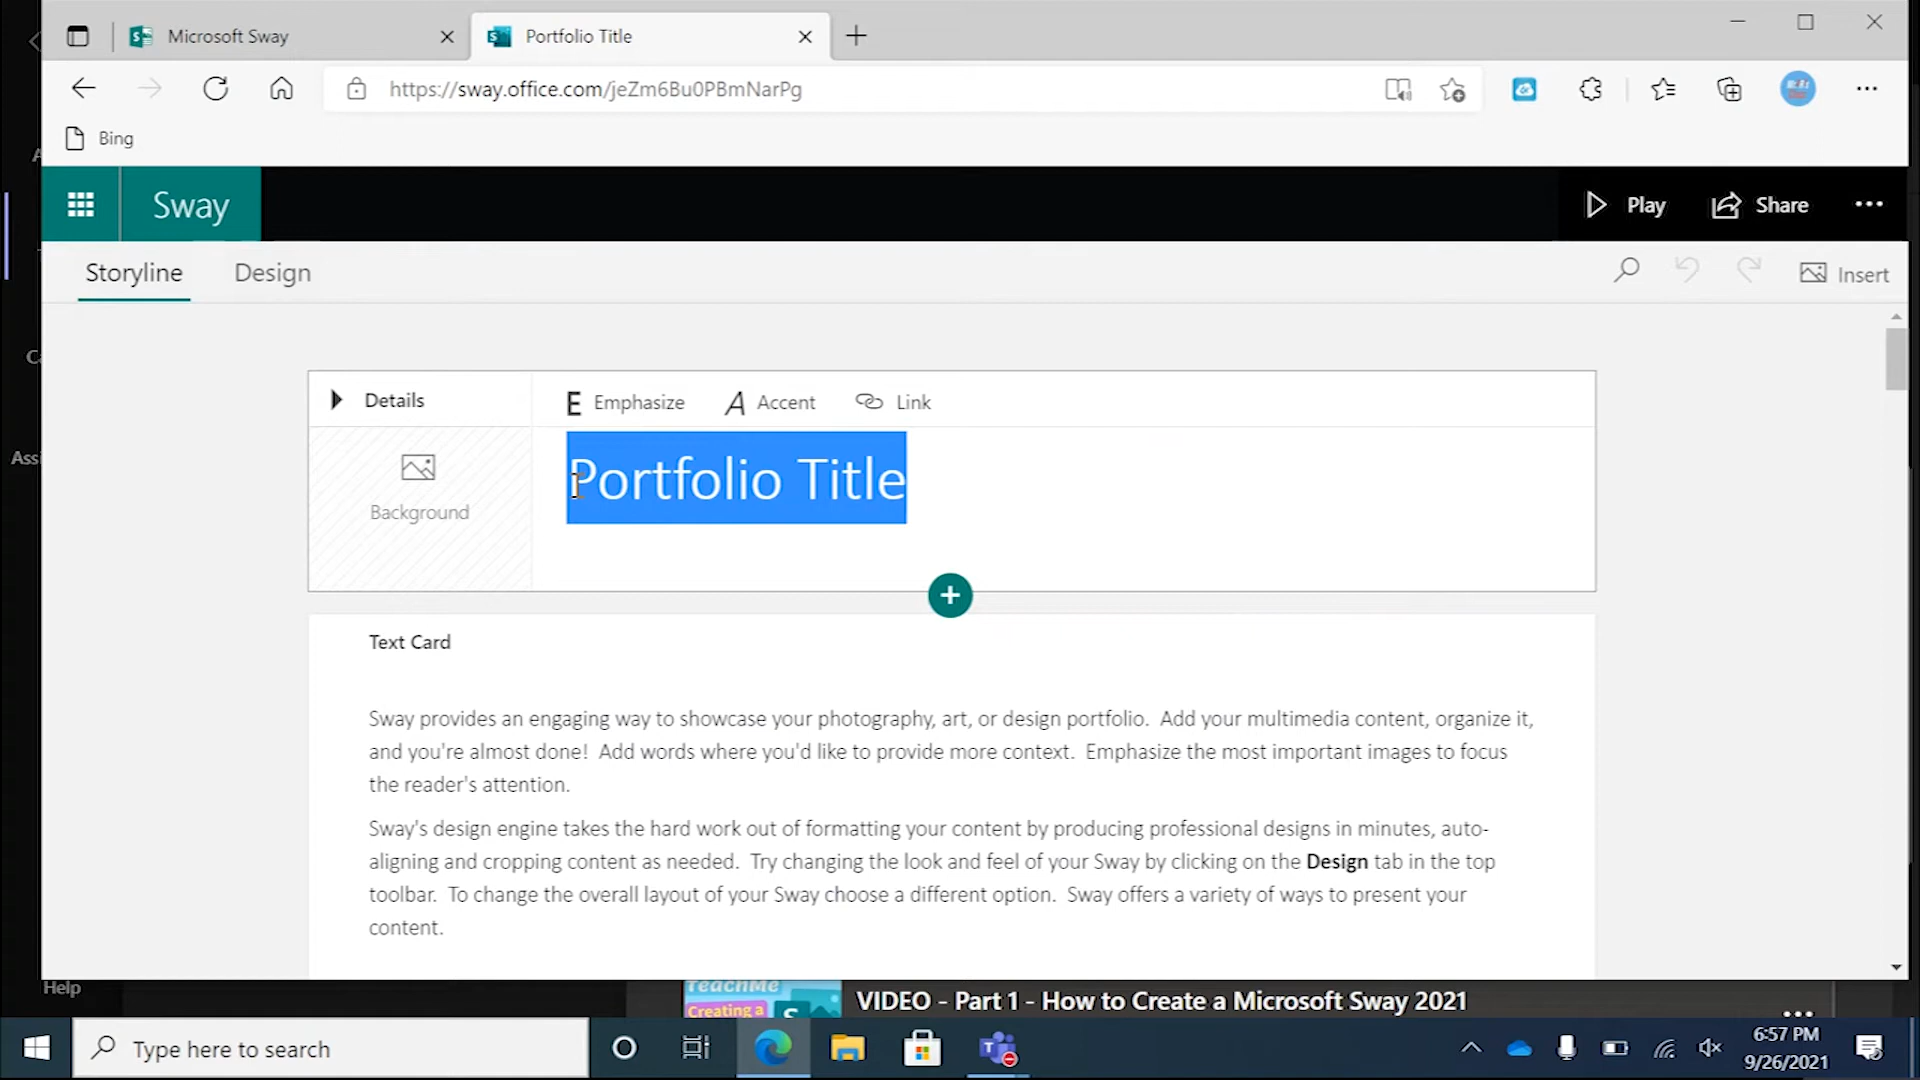 Microsoft Sway
Portfolio Title
https://sway.office.com/jeZm6Bu0PBmNarPg
Bing
Sway
Play
Share
Storyline
Design
Insert
Details
E Emphasize
A Accent
Link
Background
Portfolio Title
Text Card
Sway provides an engaging way to showcase your photography, art, or design portfolio. Add your multimedia content, organize it,
and you're almost done! Add words where you'd like to provide more context. Emphasize the most important images to focus
the reader's attention.
Sway's design engine takes the hard work out of formatting your content by producing professional designs in minutes, auto-
aligning and cropping content as needed. Try changing the look and feel of your Sway by clicking on the Design tab in the top
toolbar. To change the overall layout of your Sway choose a different option. Sway offers a variety of ways to present your
content.
Assi
Help
TeachMe
Creating a
VIDEO - Part 1 - How to Create a Microsoft Sway 2021
Type here to search
6:57 PM
9/26/2021